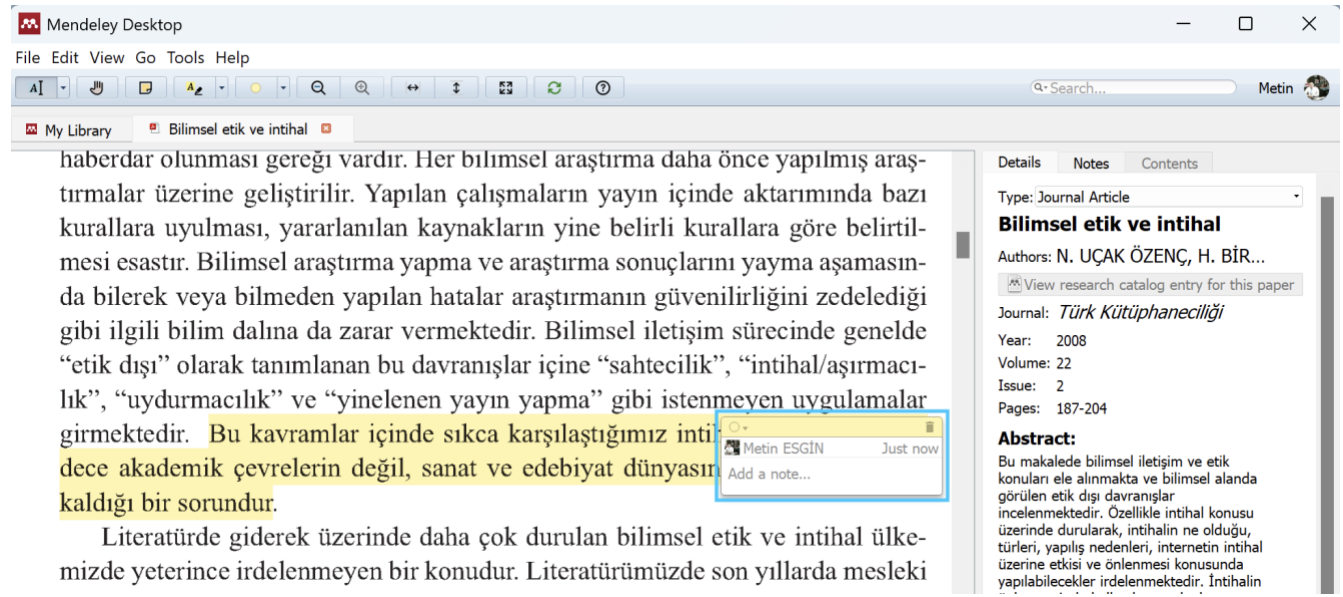 Mendeley Desktop
File Edit View Go Tools Help
Search...
Metin
My Library
Bilimsel etik ve intihal
haberdar olunması gereği vardır. Her bilimsel araştırma daha önce yapılmış araş-
tırmalar üzerine geliştirilir. Yapılan çalışmaların yayın içinde aktarımında bazı
kurallara uyulması, yararlanılan kaynakların yine belirli kurallara göre belirtil-
mesi esastır. Bilimsel araştırma yapma ve araştırma sonuçlarını yayma aşamasın-
da bilerek veya bilmeden yapılan hatalar araştırmanın güvenilirliğini zedelediği
gibi ilgili bilim dalına da zarar vermektedir. Bilimsel iletişim sürecinde genelde
“etik dışı” olarak tanımlanan bu davranışlar içine “sahtecilik”, “intihal/aşırmacı-
lık”, “uydurmacılık” ve “yinelenen yayın yapma” gibi istenmeyen uygulamalar
girmektedir. Bu kavramlar içinde sıkca karşılaştığımız
dece akademik çevrelerin değil, sanat ve edebiyat
kaldığı bir sorundur.
Metin ESGİN
Just now
Add a note...
Literatürde giderek üzerinde daha çok durulan bilimsel etik ve intihal ülke-
mizde yeterince irdelenmeyen bir konudur. Literatürümüzde son yıllarda mesleki
Details Notes Contents
Type: Journal Article
Bilimsel etik ve intihal
Authors: N. UÇAK ÖZENÇ, H. BİR...
View research catalog entry for this paper
Journal: Türk Kütüphaneciliği
Year: 2008
Volume: 22
Issue: 2
Pages: 187-204
Abstract:
Bu makalede bilimsel iletişim ve etik
konuları ele alınmakta ve bilimsel alanda
görülen etik dışı davranışlar
incelenmektedir. Özellikle intihal konusu
üzerinde durularak, intihalin ne olduğu,
türleri, yapılış nedenleri, internetin intihal
üzerine etkisi ve önlenmesi konusunda
yapılabilecekler irdelenmektedir. İntihalin